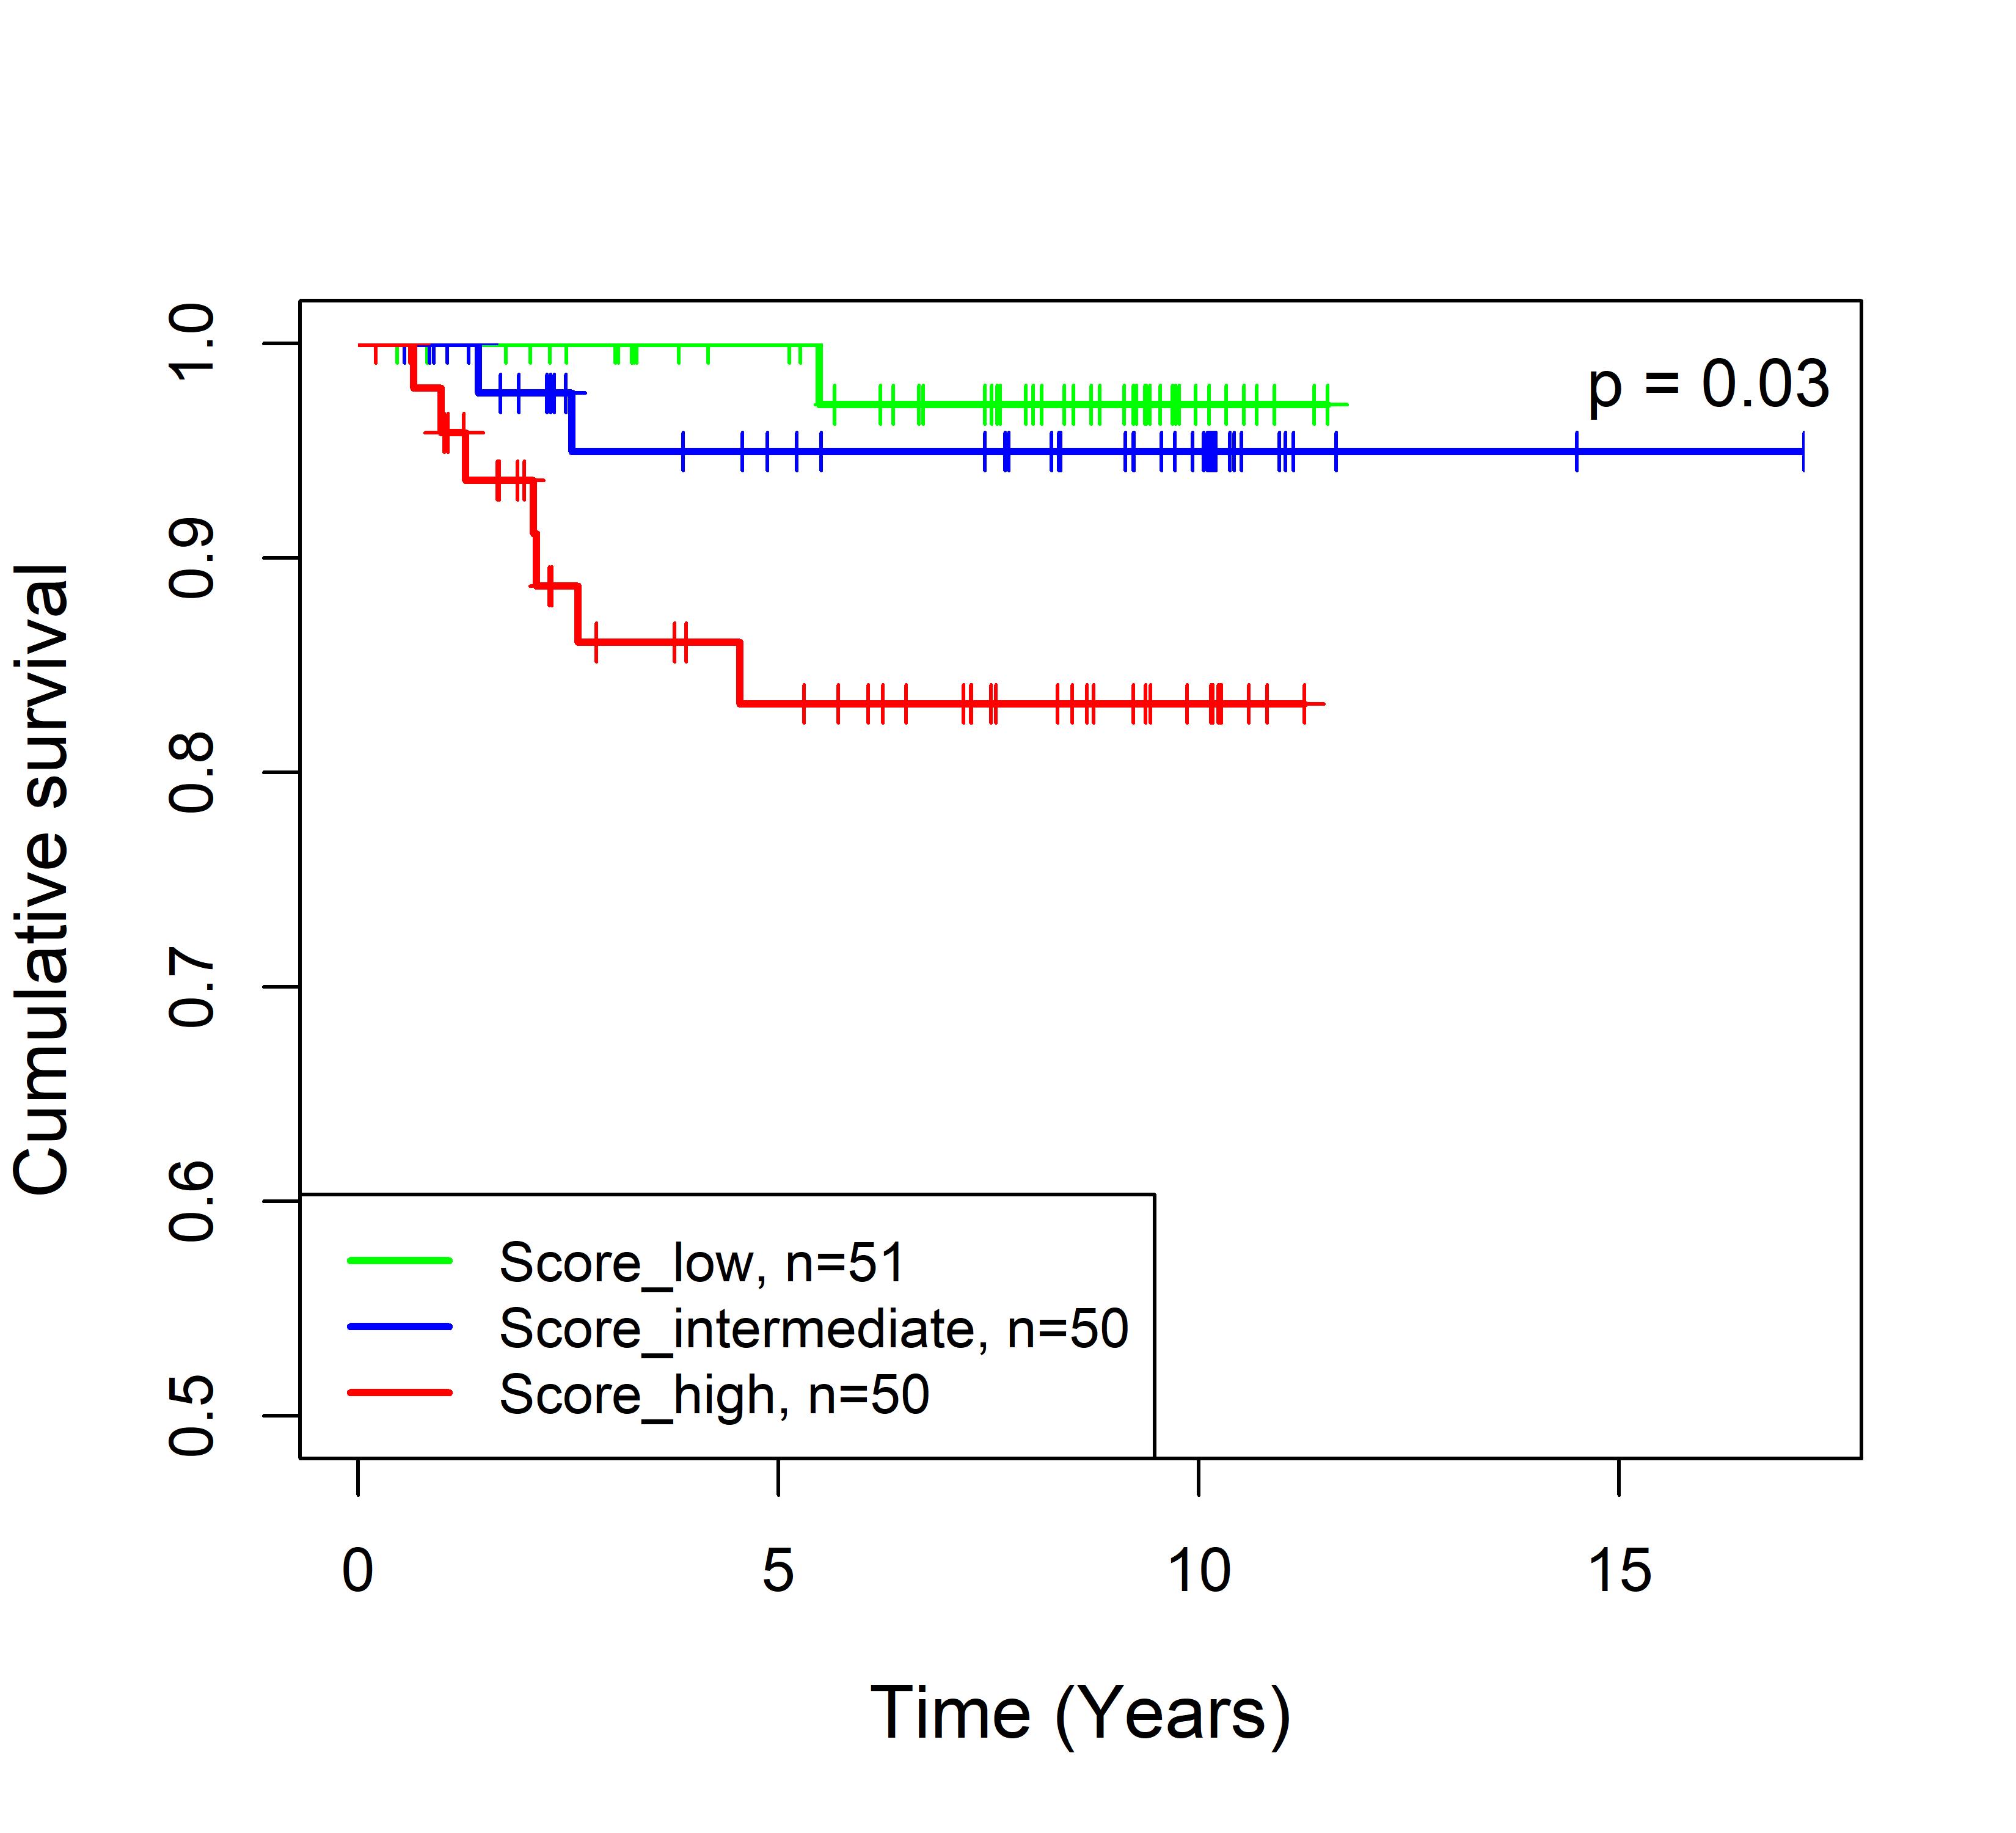 Cumulative survival
1.0
0.9
0.8
0.7
0.6
0.5
p = 0.03
Score_low, n=51
Score_intermediate, n=50
Score_high, n=50
0 5 10 15
Time (Years)